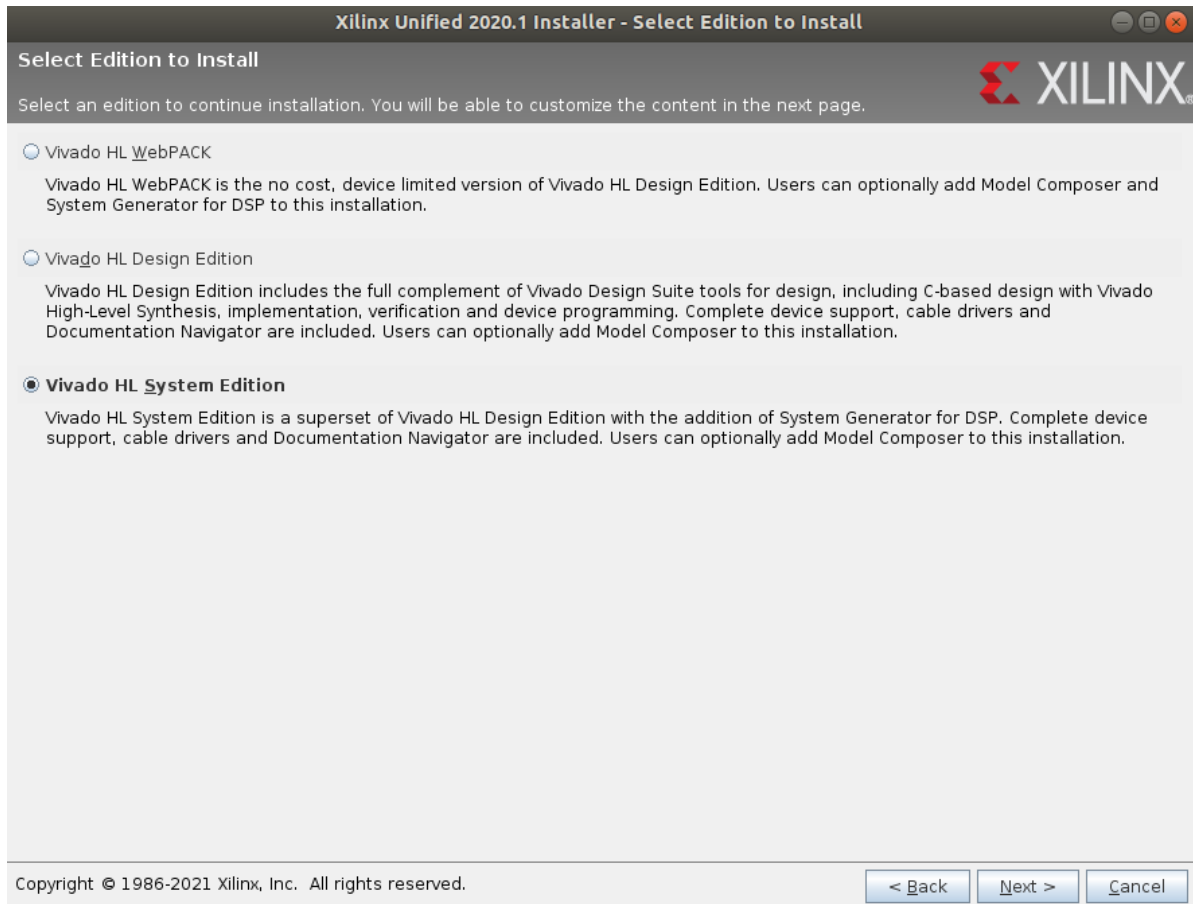 Xilinx Unified 2020.1 Installer - Select Edition to Install
Select Edition to Install
XILINX®
Select an edition to continue installation. You will be able to customize the content in the next page.
Vivado HL WebPACK
Vivado HL WebPACK is the no cost, device limited version of Vivado HL Design Edition. Users can optionally add Model Composer and
System Generator for DSP to this installation.
Vivado HL Design Edition
Vivado HL Design Edition includes the full complement of Vivado Design Suite tools for design, including C-based design with Vivado
High-Level Synthesis, implementation, verification and device programming. Complete device support, cable drivers and
Documentation Navigator are included. Users can optionally add Model Composer to this installation.
Vivado HL System Edition
Vivado HL System Edition is a superset of Vivado HL Design Edition with the addition of System Generator for DSP. Complete device
support, cable drivers and Documentation Navigator are included. Users can optionally add Model Composer to this installation.
Copyright © 1986-2021 Xilinx, Inc. All rights reserved.
< Back
Next >
Cancel